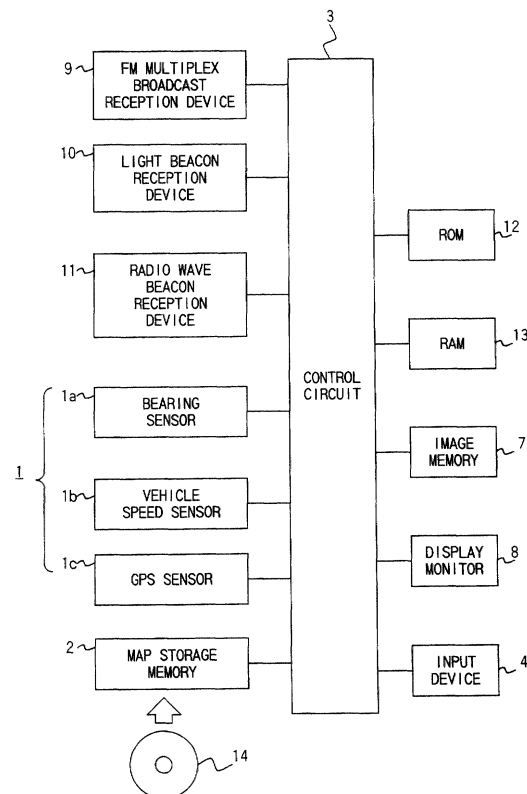 3
9
FM MULTIPLEX
BROADCAST
RECEPTION DEVICE
10
LIGHT BEACON
RECEPTION
DEVICE
11
RADIO WAVE
BEACON
RECEPTION
DEVICE
1
1a
BEARING
SENSOR
1b
VEHICLE
SPEED SENSOR
1c
GPS SENSOR
2
MAP STORAGE
MEMORY
14
CONTROL
CIRCUIT
ROM
12
RAM
13
IMAGE
MEMORY
7
DISPLAY
MONITOR
8
INPUT
DEVICE
4